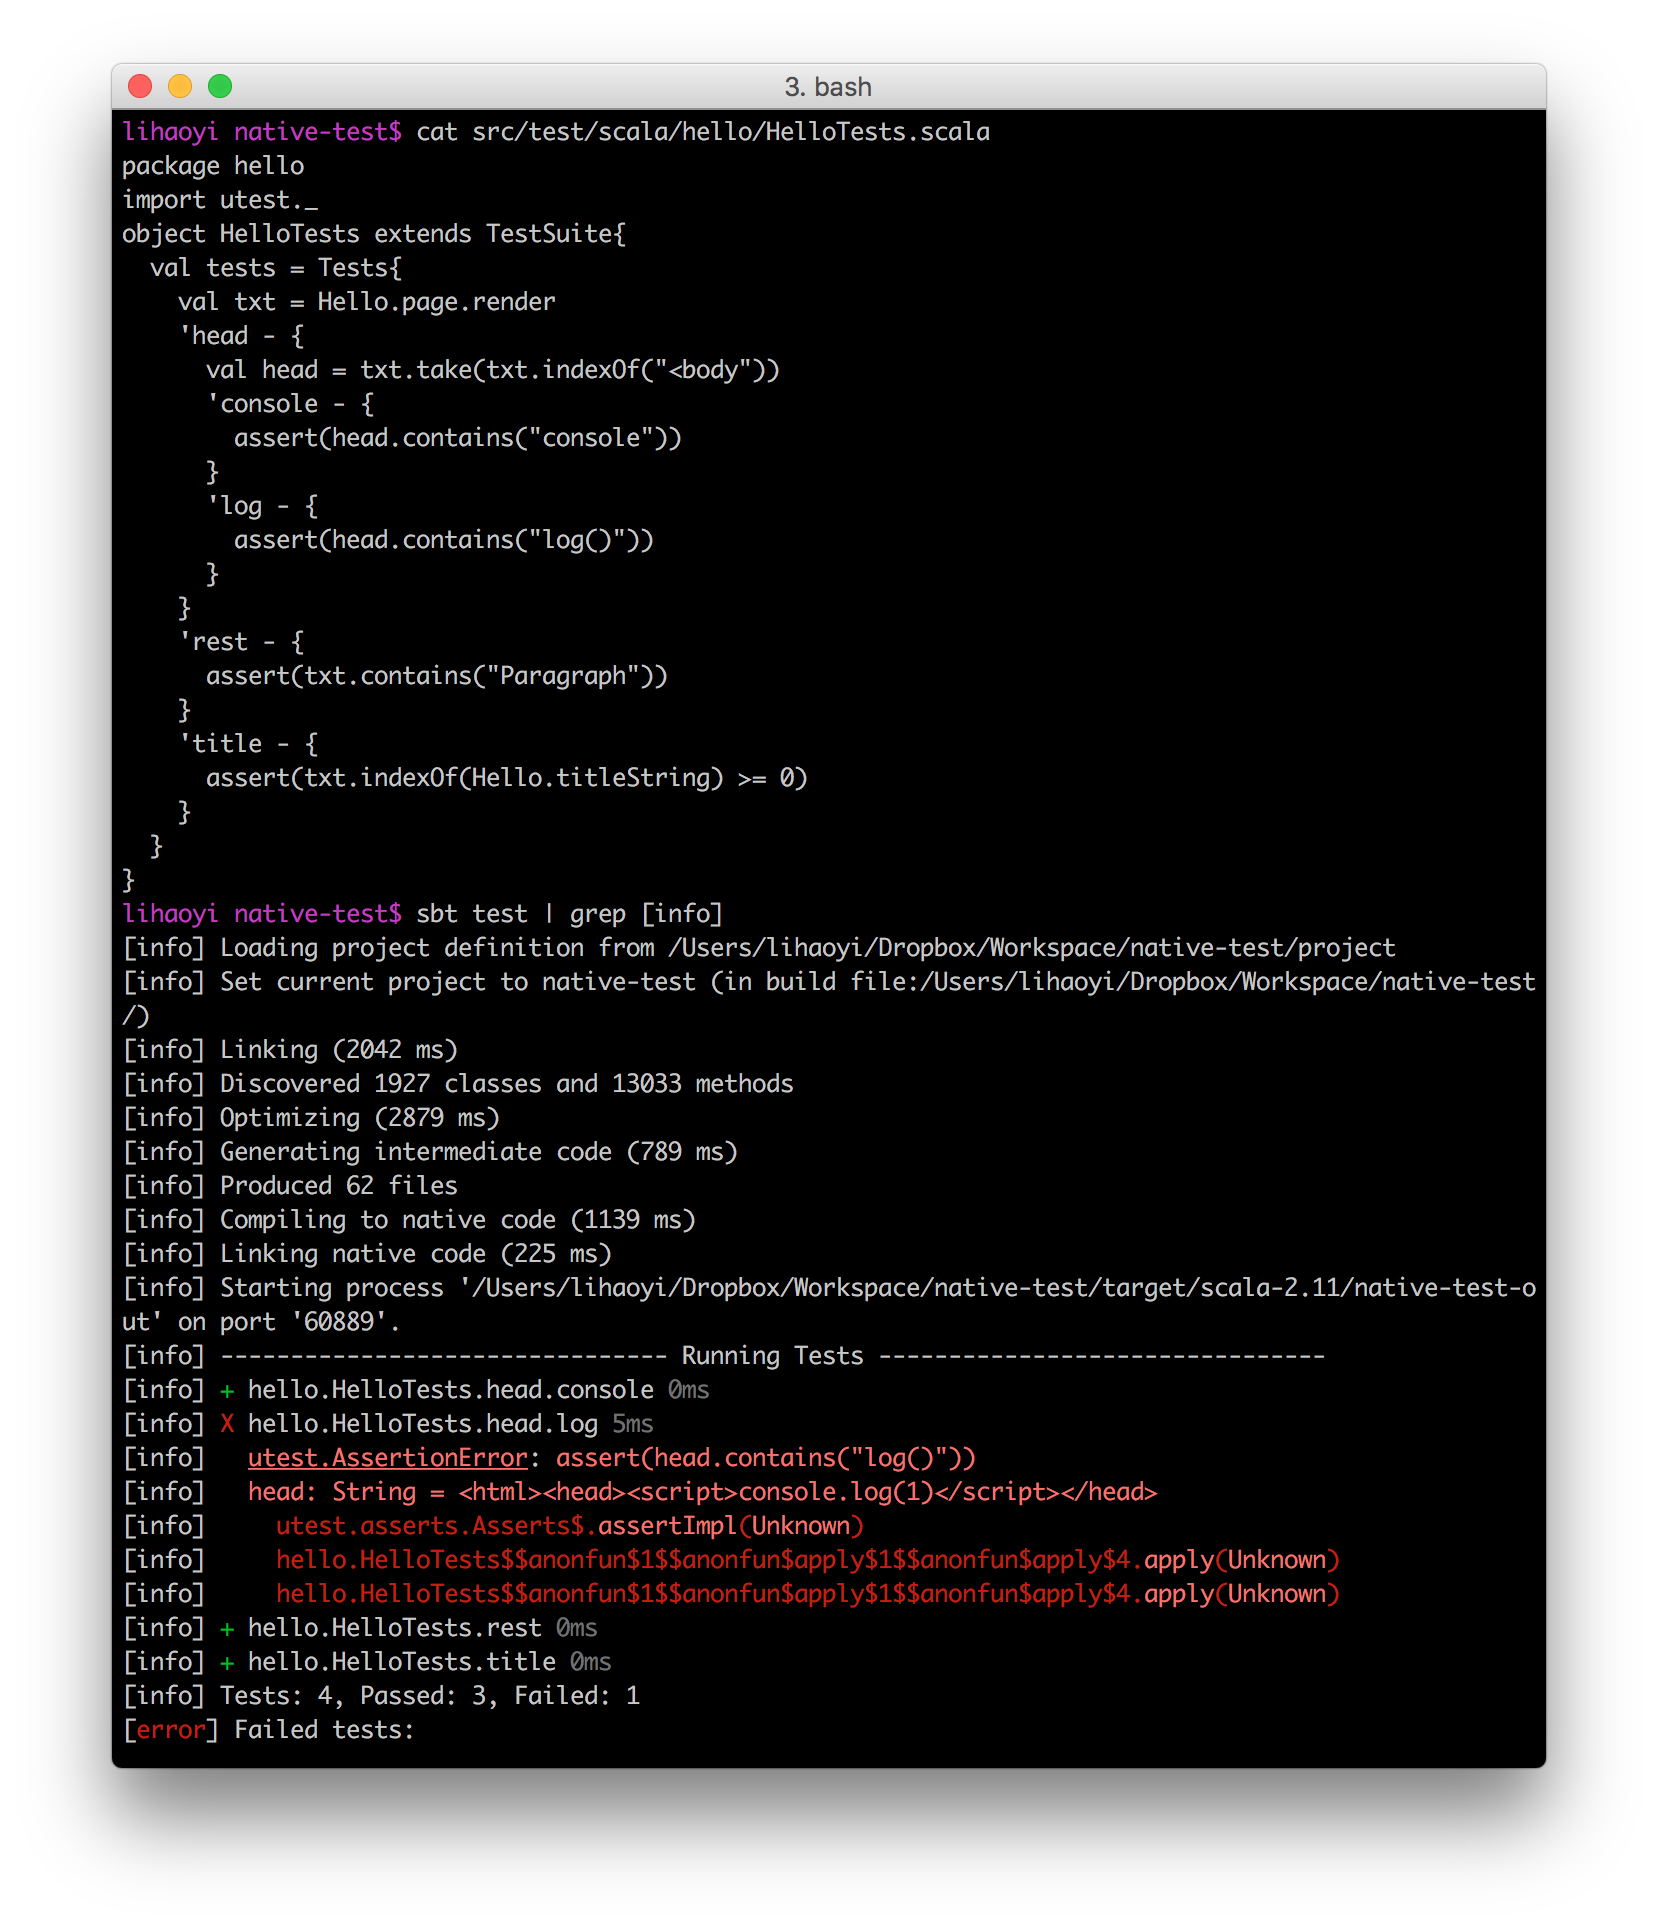 3. bash
lihaoyi native-test$ cat src/test/scala/hello/HelloTests.scala
package hello
import utest._
object HelloTests extends TestSuite{
  val tests = Tests{
    val txt = Hello.page.render
    'head - {
      val head = txt.take(txt.indexOf("<body"))
      'console - {
        assert(head.contains("console"))
      }
      'log - {
        assert(head.contains("log()"))
      }
    }
    'rest - {
      assert(txt.contains("Paragraph"))
    }
    'title - {
      assert(txt.indexOf(Hello.titleString) >= 0)
    }
  }
}
lihaoyi native-test$ sbt test | grep [info]
[info] Loading project definition from /Users/lihaoyi/Dropbox/Workspace/native-test/project
[info] Set current project to native-test (in build file:/Users/lihaoyi/Dropbox/Workspace/native-test
/)
[info] Linking (2042 ms)
[info] Discovered 1927 classes and 13033 methods
[info] Optimizing (2879 ms)
[info] Generating intermediate code (789 ms)
[info] Produced 62 files
[info] Compiling to native code (1139 ms)
[info] Linking native code (225 ms)
[info] Starting process '/Users/lihaoyi/Dropbox/Workspace/native-test/target/scala-2.11/native-test-o
ut' on port '60889'.
[info] -------------------------------- Running Tests --------------------------------
[info] + hello.HelloTests.head.console 0ms
[info] X hello.HelloTests.head.log 5ms
[info]   utest.AssertionError: assert(head.contains("log()"))
[info]   head: String = <html><head><script>console.log(1)</script></head>
[info]     utest.asserts.Asserts$.assertImpl(Unknown)
[info]     hello.HelloTests$$anonfun$1$$anonfun$apply$1$$anonfun$apply$4.apply(Unknown)
[info]     hello.HelloTests$$anonfun$1$$anonfun$apply$1$$anonfun$apply$4.apply(Unknown)
[info] + hello.HelloTests.rest 0ms
[info] + hello.HelloTests.title 0ms
[info] Tests: 4, Passed: 3, Failed: 1
[error] Failed tests: